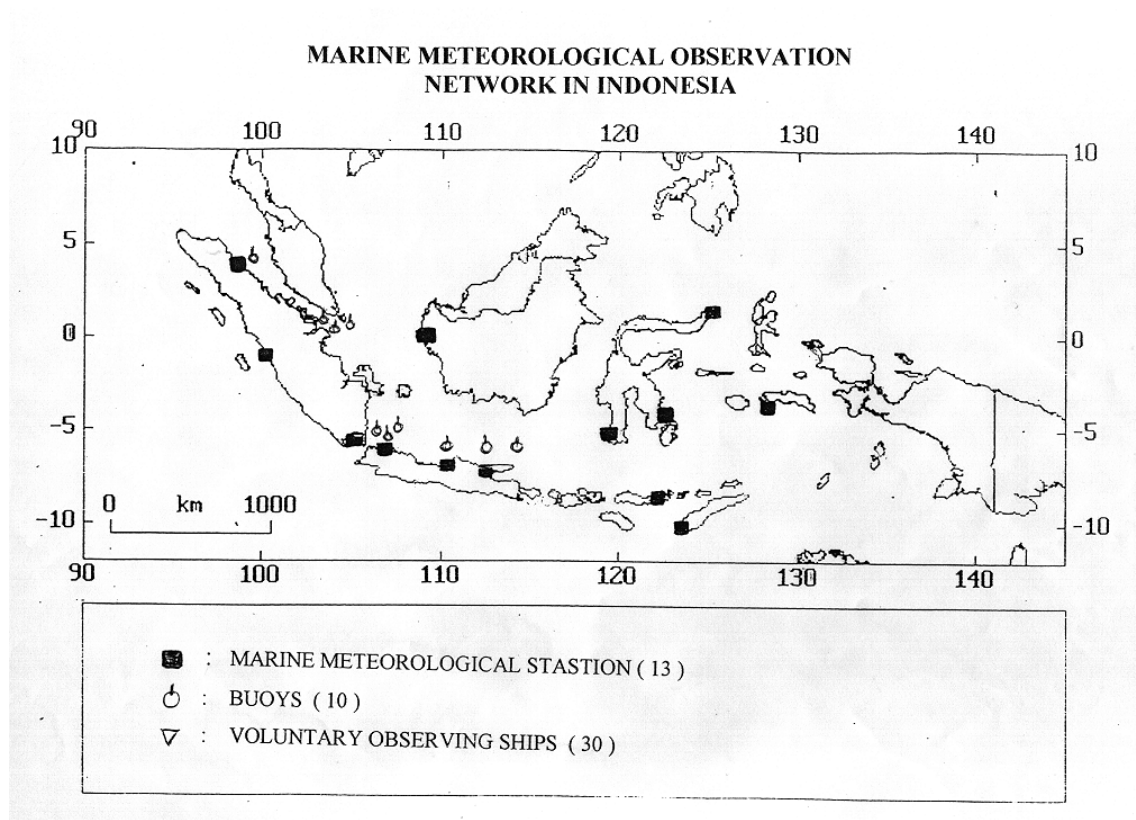 MARINE METEOROLOGICAL OBSERVATION
NETWORK IN INDONESIA
90 100 110 120 130 140
10 10
5 5
0 0
-5 -5
0 km 1000
-10 -10
90 100 110 120 130 140
: MARINE METEOROLOGICAL STASTION ( 13 )
: BUOYS ( 10 )
: VOLUNTARY OBSERVING SHIPS ( 30 )